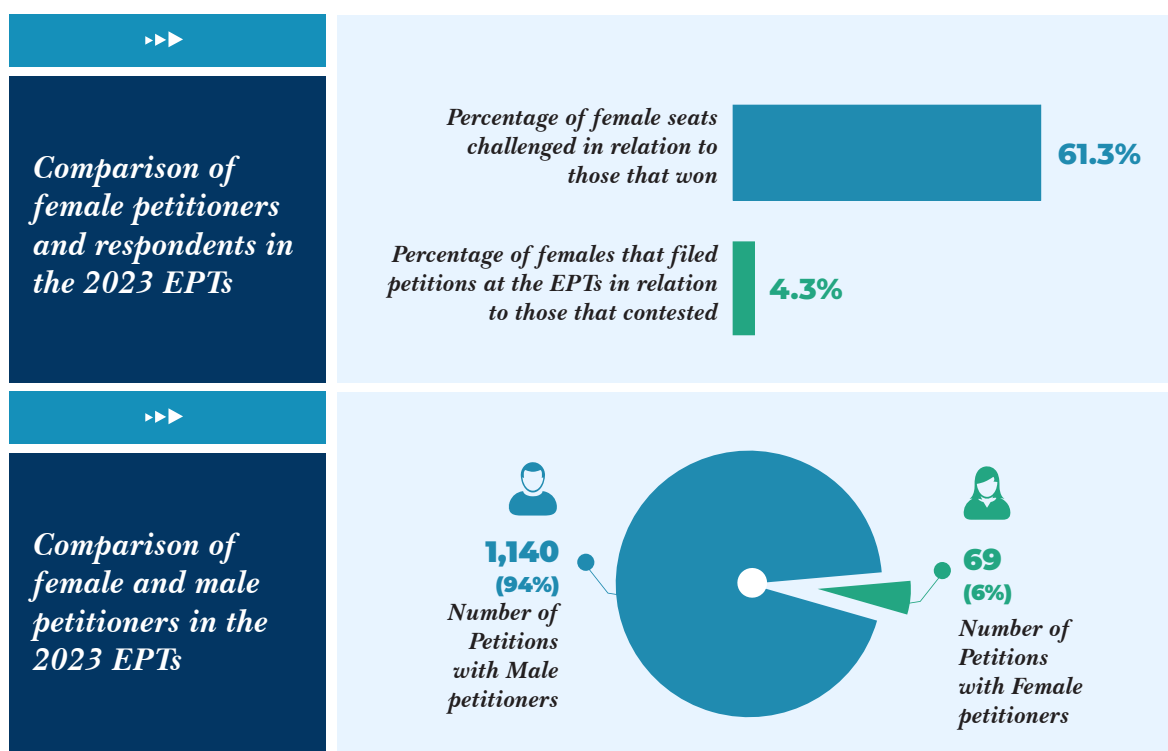 Comparison of
female petitioners
and respondents in
the 2023 EPTs
Percentage of female seats
challenged in relation to
those that won
61.3%
Percentage of females that filed
petitions at the EPTs in relation
to those that contested
4.3%
Comparison of
female and male
petitioners in the
2023 EPTs
1,140
(94%)
Number of
Petitions
with Male
petitioners
69
(6%)
Number of
Petitions
with Female
petitioners